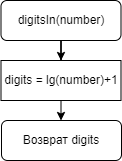 digitsIn(number)
digits = lg(number)+1
Возврат digits